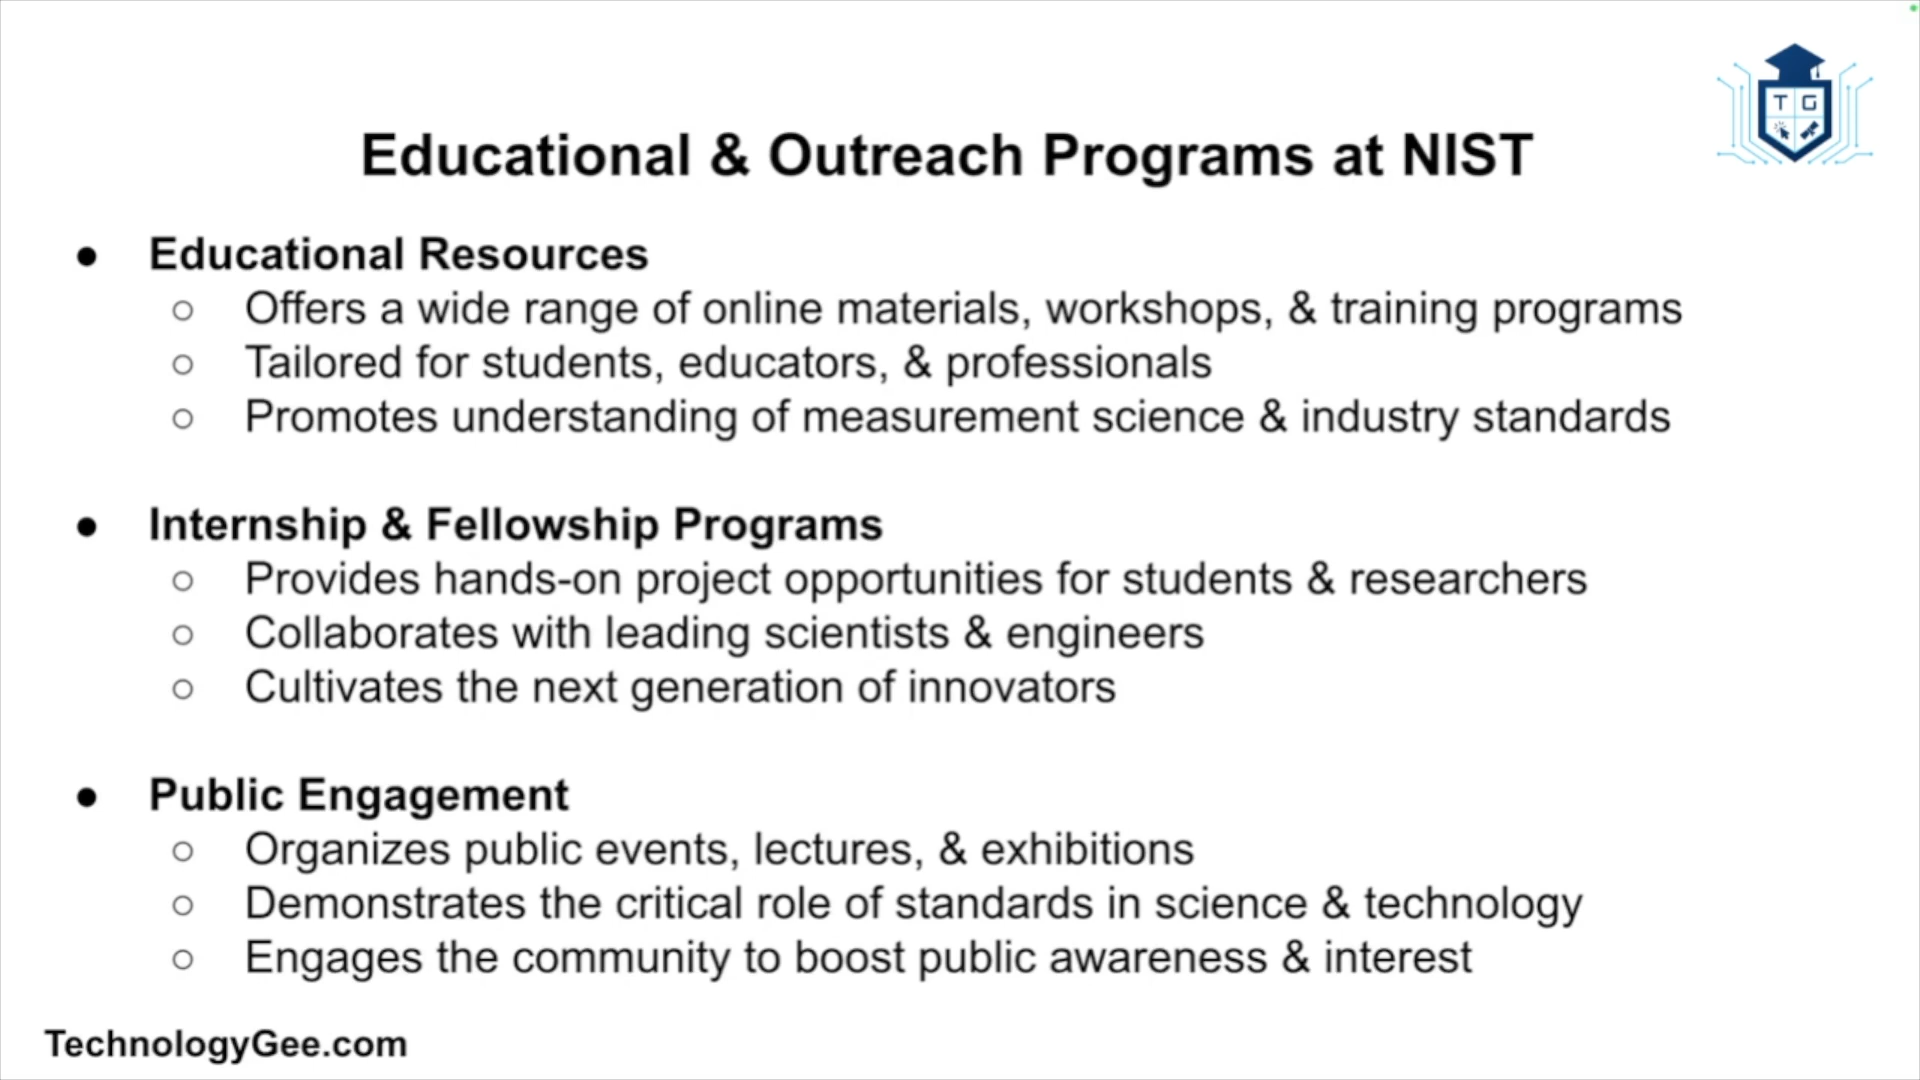 T G
Educational & Outreach Programs at NIST
● Educational Resources
○ Offers a wide range of online materials, workshops, & training programs
○ Tailored for students, educators, & professionals
○ Promotes understanding of measurement science & industry standards
● Internship & Fellowship Programs
○ Provides hands-on project opportunities for students & researchers
○ Collaborates with leading scientists & engineers
○ Cultivates the next generation of innovators
● Public Engagement
○ Organizes public events, lectures, & exhibitions
○ Demonstrates the critical role of standards in science & technology
○ Engages the community to boost public awareness & interest
TechnologyGee.com